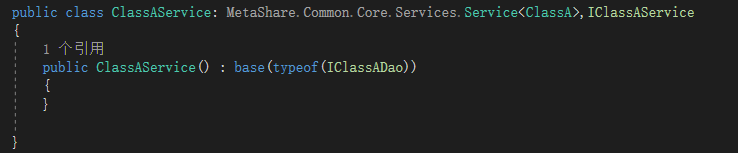 public class ClassAService: MetaShare.Common.Core.Services.Service<ClassA>,IClassAService
{
1 个引用
public ClassAService() : base(typeof(IClassADao))
{
}
}